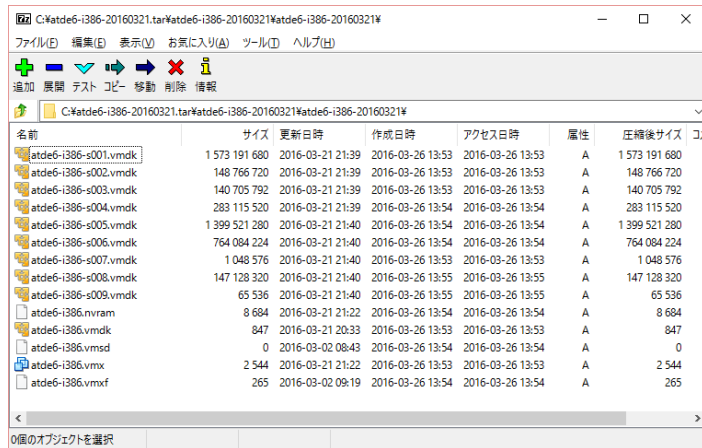 C:¥atde6-i386-20160321.tar¥atde6-i386-20160321¥atde6-i386-20160321¥
ファイル(F) 編集(E) 表示(V) お気に入り(A) ツール(T) ヘルプ(H)
追加 展開 テスト コピー 移動 削除 情報
C:¥atde6-i386-20160321.tar¥atde6-i386-20160321¥atde6-i386-20160321¥
名前 サイズ 更新日時 作成日時 アクセス日時 属性 圧縮後サイズ
atde6-i386-s001.vmdk 1 573 191 680 2016-03-21 21:39 2016-03-26 13:53 2016-03-26 13:53 A 1 573 191 680
atde6-i386-s002.vmdk 148 766 720 2016-03-21 21:39 2016-03-26 13:53 2016-03-26 13:53 A 148 766 720
atde6-i386-s003.vmdk 140 705 792 2016-03-21 21:39 2016-03-26 13:53 2016-03-26 13:53 A 140 705 792
atde6-i386-s004.vmdk 283 115 520 2016-03-21 21:39 2016-03-26 13:54 2016-03-26 13:54 A 283 115 520
atde6-i386-s005.vmdk 1 399 521 280 2016-03-21 21:40 2016-03-26 13:54 2016-03-26 13:54 A 1 399 521 280
atde6-i386-s006.vmdk 764 084 224 2016-03-21 21:40 2016-03-26 13:54 2016-03-26 13:54 A 764 084 224
atde6-i386-s007.vmdk 1 048 576 2016-03-21 21:40 2016-03-26 13:53 2016-03-26 13:53 A 1 048 576
atde6-i386-s008.vmdk 147 128 320 2016-03-21 21:40 2016-03-26 13:55 2016-03-26 13:55 A 147 128 320
atde6-i386-s009.vmdk 65 536 2016-03-21 21:40 2016-03-26 13:55 2016-03-26 13:55 A 65 536
atde6-i386.nvram 8 684 2016-03-21 21:22 2016-03-26 13:54 2016-03-26 13:54 A 8 684
atde6-i386.vmdk 847 2016-03-21 20:33 2016-03-26 13:53 2016-03-26 13:53 A 847
atde6-i386.vmsd 0 2016-03-02 08:43 2016-03-26 13:54 2016-03-26 13:54 A 0
atde6-i386.vmx 2 544 2016-03-21 21:22 2016-03-26 13:53 2016-03-26 13:53 A 2 544
atde6-i386.vmxf 265 2016-03-02 09:19 2016-03-26 13:54 2016-03-26 13:54 A 265
0個のオブジェクトを選択